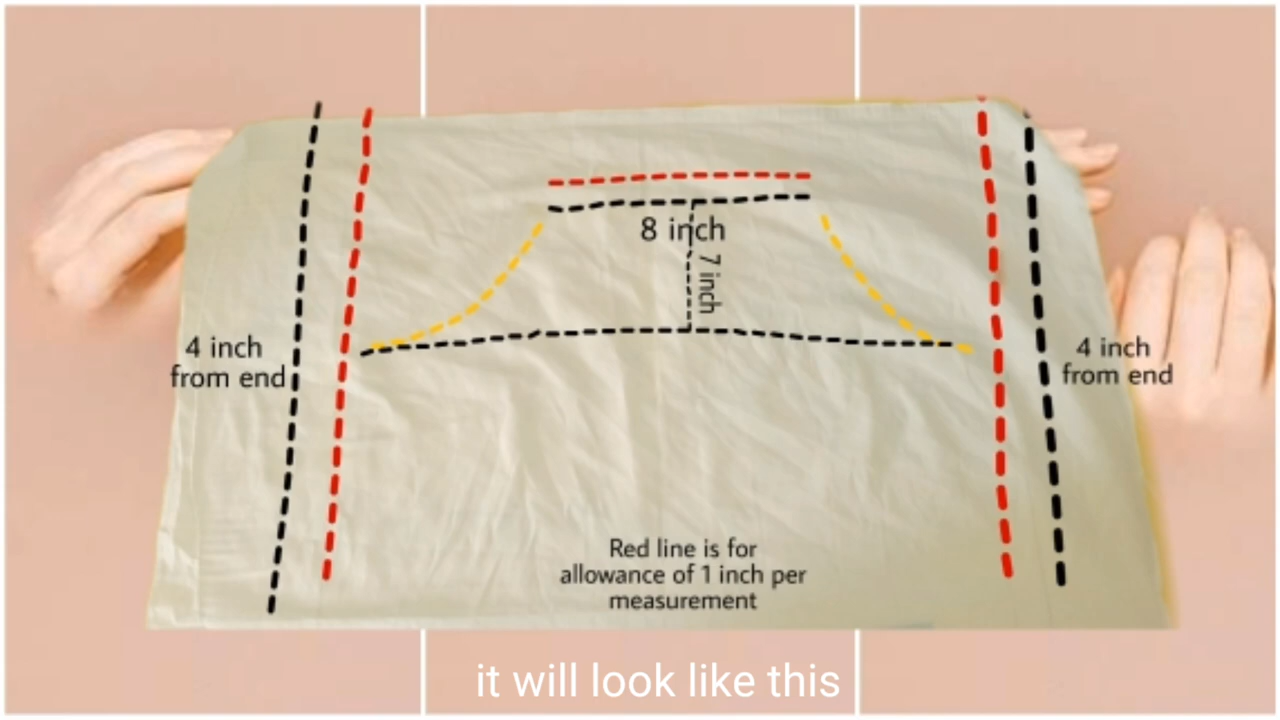 8 inch
7 inch
4 inch
from end
4 inch
from end
Red line is for
allowance of 1 inch per
measurement
it will look like this